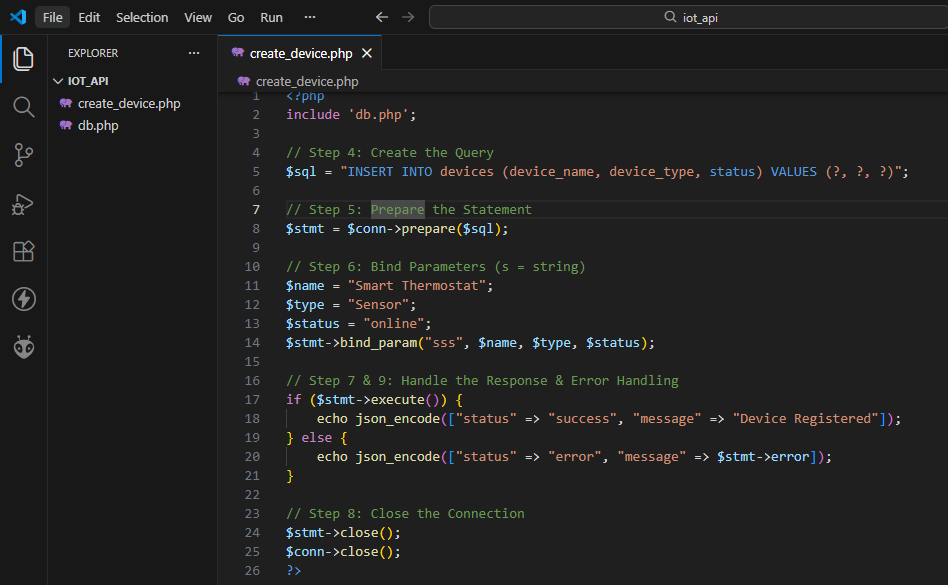 File Edit Selection View Go Run ··· iot_api
EXPLORER ···
IOT_API
create_device.php
db.php
create_device.php
create_device.php
1 <?php
2 include 'db.php';
3
4 // Step 4: Create the Query
5 $sql = "INSERT INTO devices (device_name, device_type, status) VALUES (?, ?, ?)";
6
7 // Step 5: Prepare the Statement
8 $stmt = $conn->prepare($sql);
9
10 // Step 6: Bind Parameters (s = string)
11 $name = "Smart Thermostat";
12 $type = "Sensor";
13 $status = "online";
14 $stmt->bind_param("sss", $name, $type, $status);
15
16 // Step 7 & 9: Handle the Response & Error Handling
17 if ($stmt->execute()) {
18     echo json_encode(["status" => "success", "message" => "Device Registered"]);
19 } else {
20     echo json_encode(["status" => "error", "message" => $stmt->error]);
21 }
22
23 // Step 8: Close the Connection
24 $stmt->close();
25 $conn->close();
26 ?>